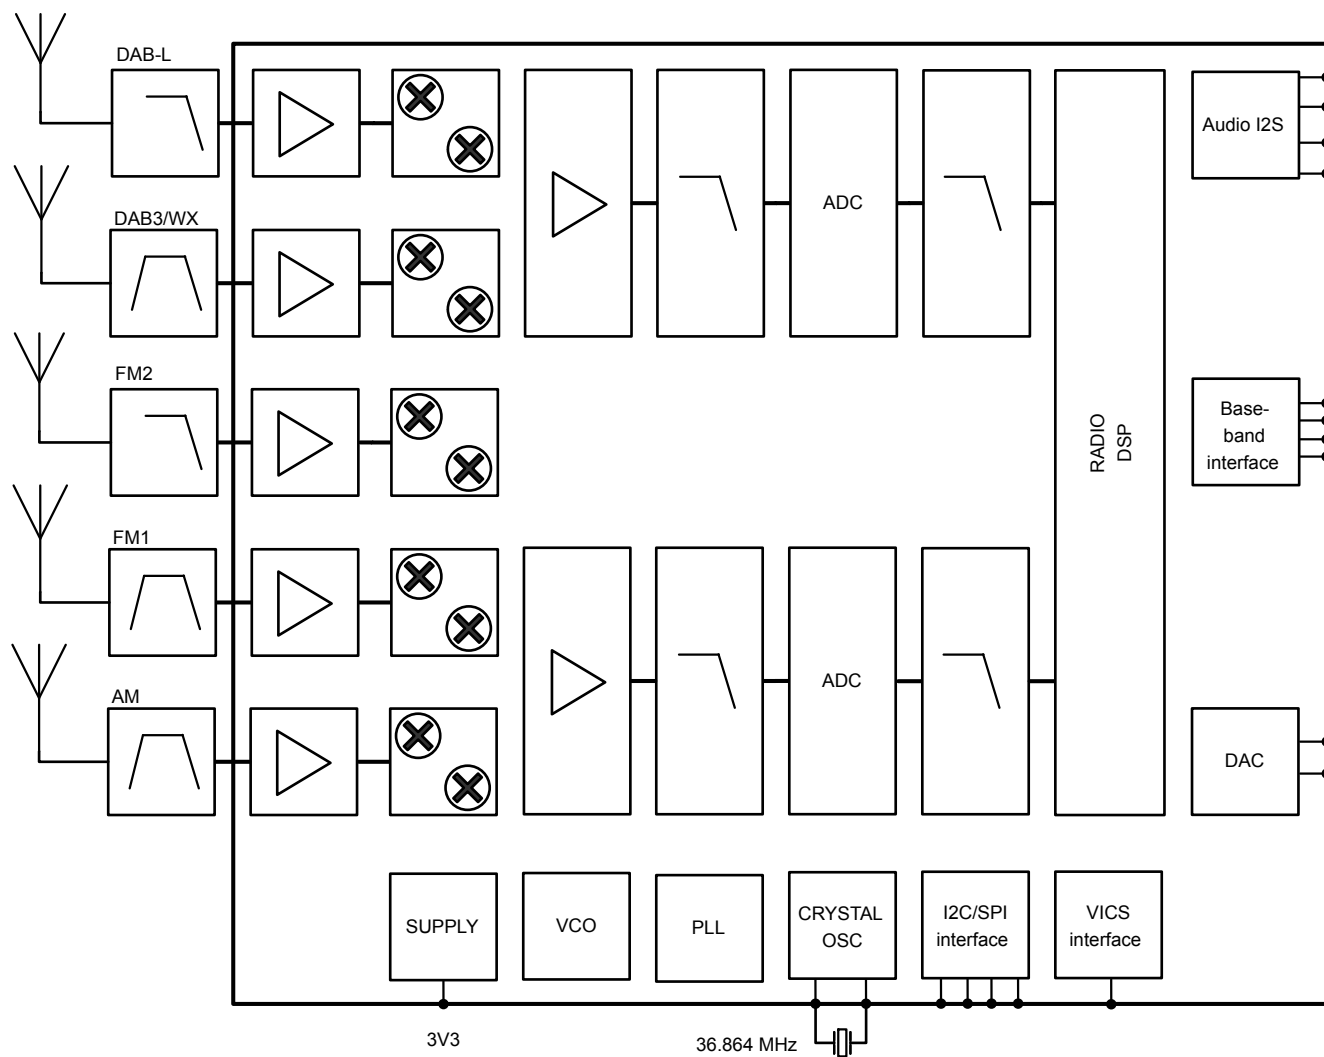 DAB-L
Audio I2S
DAB3/WX
ADC
FM2
Base-
band
interface
RADIO
DSP
FM1
ADC
AM
DAC
SUPPLY
VCO
PLL
CRYSTAL
OSC
I2C/SPI
interface
VICS
interface
3V3
36.864 MHz